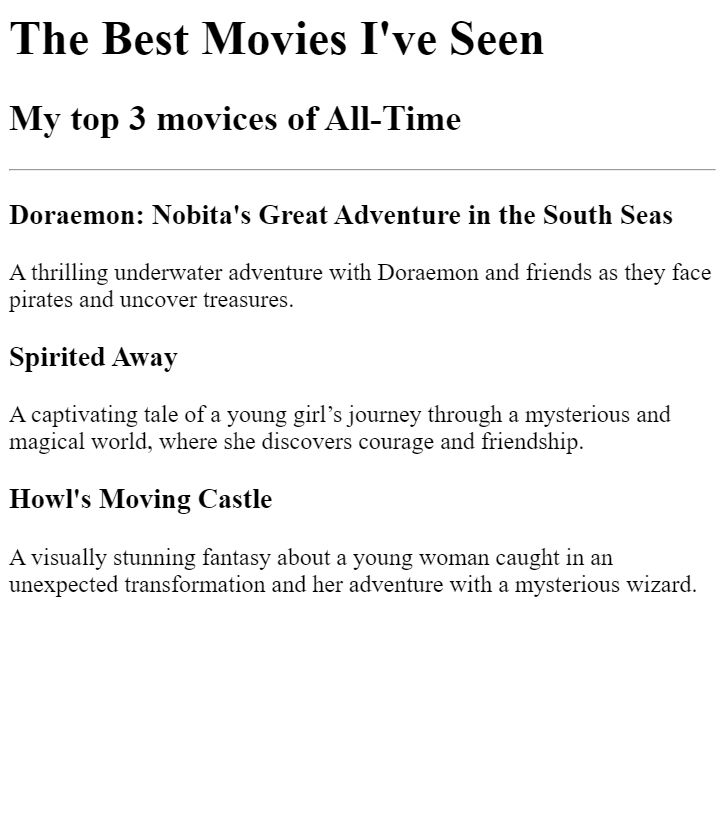 The Best Movies I've Seen
My top 3 movices of All-Time
Doraemon: Nobita's Great Adventure in the South Seas
A thrilling underwater adventure with Doraemon and friends as they face
pirates and uncover treasures.
Spirited Away
A captivating tale of a young girl’s journey through a mysterious and
magical world, where she discovers courage and friendship.
Howl's Moving Castle
A visually stunning fantasy about a young woman caught in an
unexpected transformation and her adventure with a mysterious wizard.